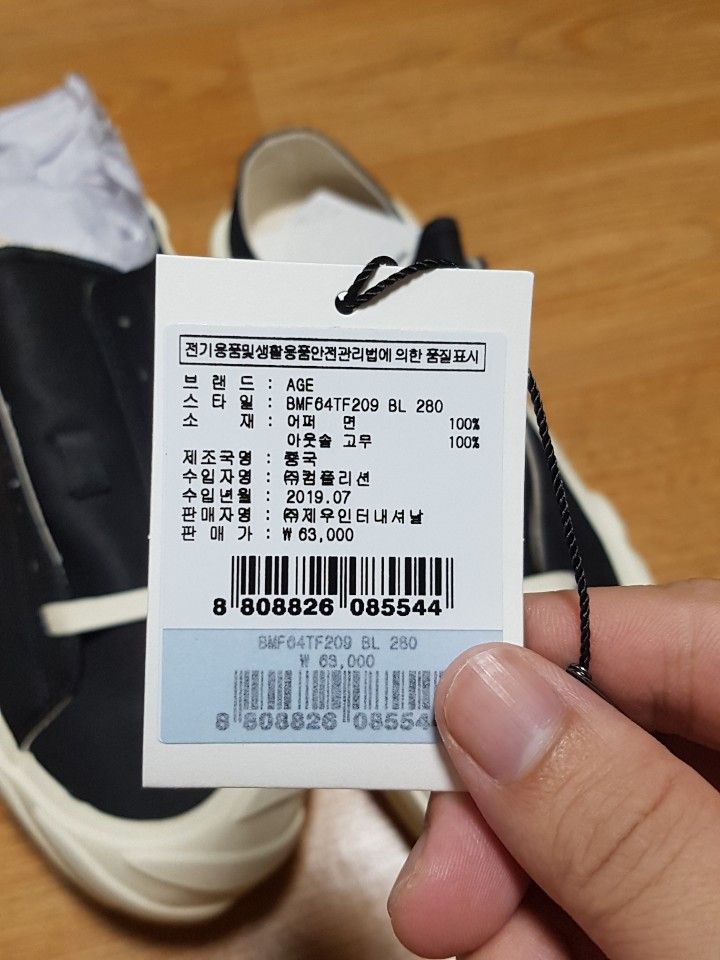 전기용품및생활용품안전관리법에 의한 품질표시
브 랜 드 : AGE
스 타 일 : BMF64TF209 BL 280
소 재 : 어퍼 면 100%
아웃솔 고무 100%
제조국명 : 중국
수입자명 : ㈜컴플리션
수입년월 : 2019.07
판매자명 : ㈜제우인터내셔날
판 매 가 : ₩ 63,000
8 808826 085544
BMF64TF209 BL 280
₩ 63,000
8 808826 08554